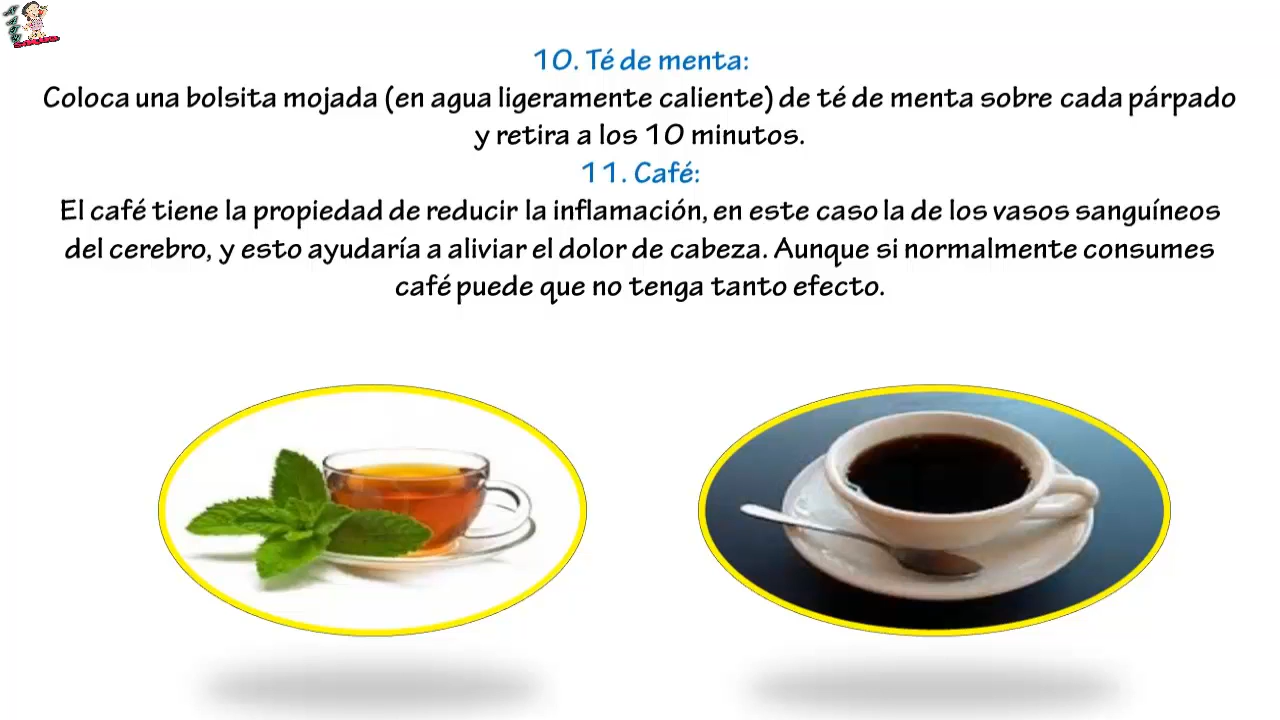 10. Té de menta:
Coloca una bolsita mojada (en agua ligeramente caliente) de té de menta sobre cada párpado
y retira a los 10 minutos.
11. Café:
El café tiene la propiedad de reducir la inflamación, en este caso la de los vasos sanguíneos
del cerebro, y esto ayudaría a aliviar el dolor de cabeza. Aunque si normalmente consumes
café puede que no tenga tanto efecto.